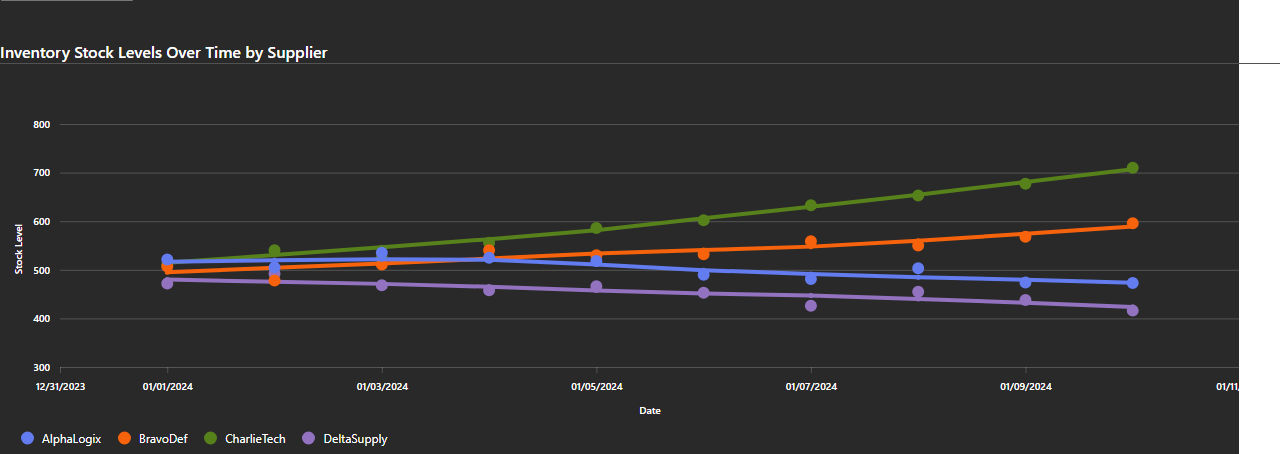 Inventory Stock Levels Over Time by Supplier
800
700
600
500
400
300
Stock Level
12/31/2023
01/01/2024
01/03/2024
01/05/2024
01/07/2024
01/09/2024
01/11/
Date
AlphaLogix
BravoDef
CharlieTech
DeltaSupply